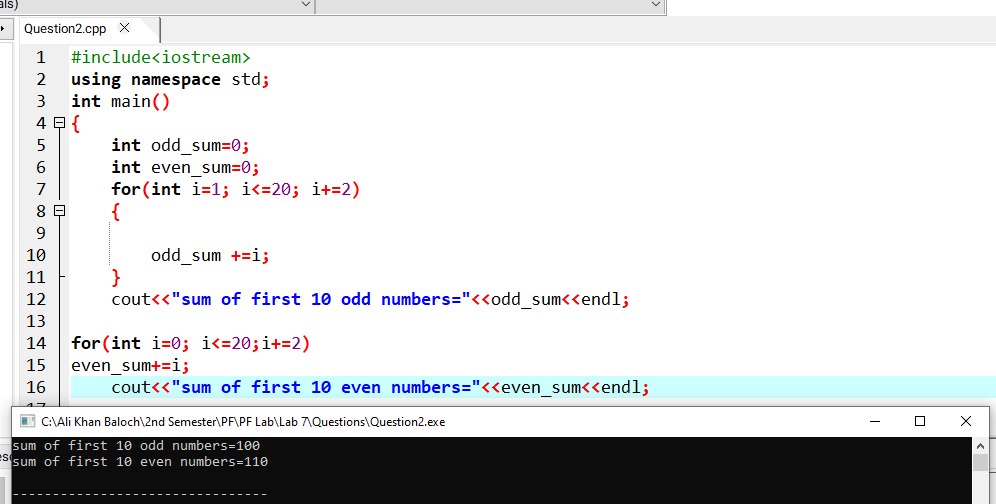 als)
Question2.cpp
1 #include<iostream>
2 using namespace std;
3 int main()
4 {
5 int odd_sum=0;
6 int even_sum=0;
7 for(int i=1; i<=20; i+=2)
8 {
9
10 odd_sum +=i;
11 }
12 cout<<"sum of first 10 odd numbers="<<odd_sum<<endl;
13
14 for(int i=0; i<=20;i+=2)
15 even_sum+=i;
16 cout<<"sum of first 10 even numbers="<<even_sum<<endl;
17
C:\Ali Khan Baloch\2nd Semester\PF\PF Lab\Lab 7\Questions\Question2.exe
sum of first 10 odd numbers=100
sum of first 10 even numbers=110
--------------------------------